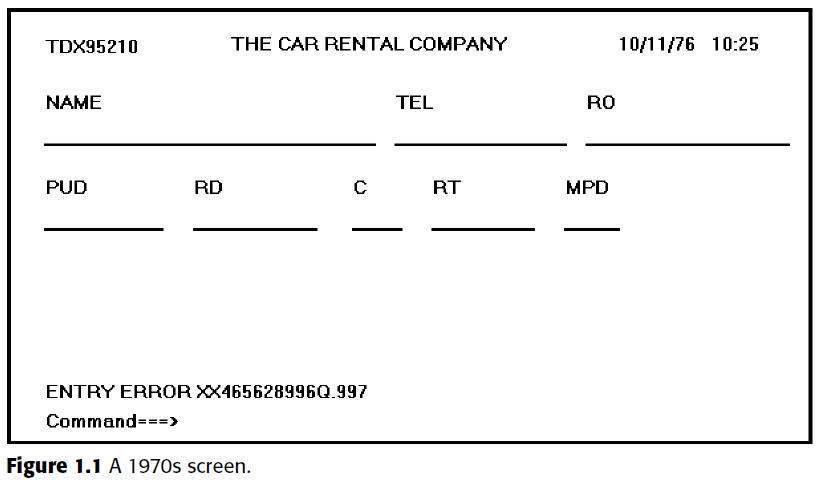 TDX95210 THE CAR RENTAL COMPANY 10/11/76 10:25
NAME TEL RO
PUD RD C RT MPD
ENTRY ERROR XX465628996Q.997
Command===>
Figure 1.1 A 1970s screen.